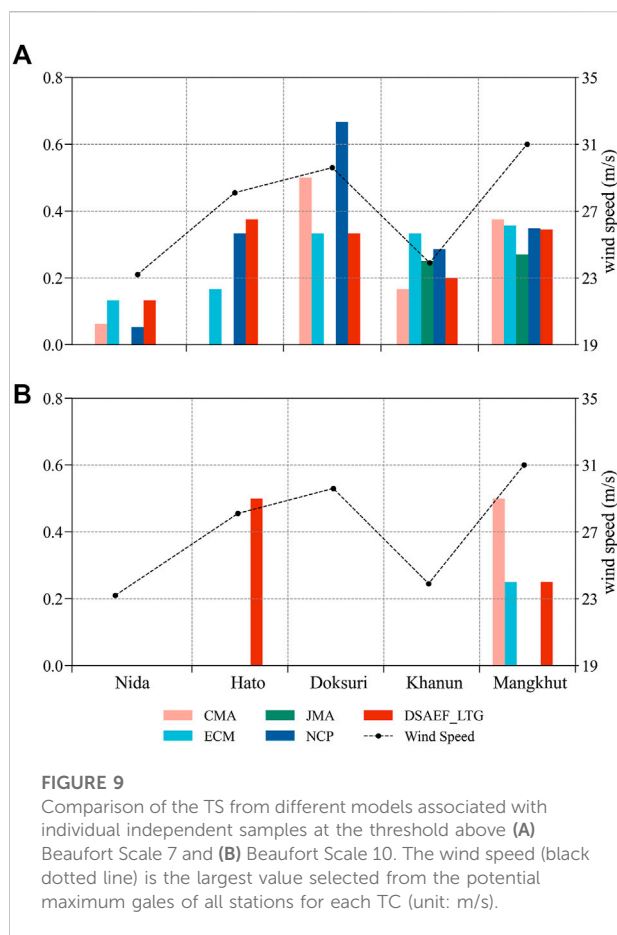 A
0.8
0.6
0.4
0.2
0.0
35
31
27
23
19
wind speed (m/s)
B
0.8
0.6
0.4
0.2
0.0
35
31
27
23
19
wind speed (m/s)
Nida Hato Doksuri Khanun Mangkhut
CMA JMA DSAEF_LTG
ECM NCP Wind Speed
FIGURE 9
Comparison of the TS from different models associated with
individual independent samples at the threshold above (A)
Beaufort Scale 7 and (B) Beaufort Scale 10. The wind speed (black
dotted line) is the largest value selected from the potential
maximum gales of all stations for each TC (unit: m/s).